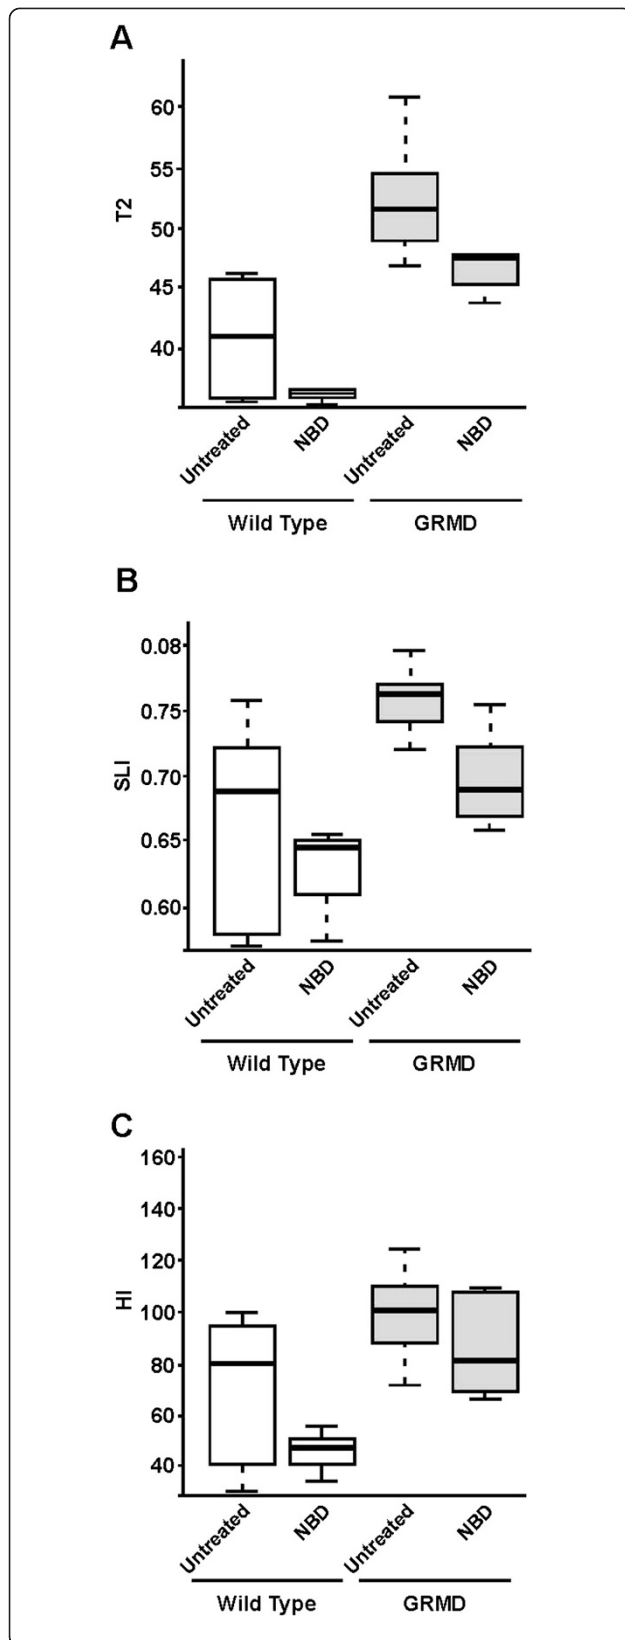 A
60
55
50
45
40
T2
Untreated
NBD
Untreated
NBD
Wild Type
GRMD
B
0.08
0.75
0.70
0.65
0.60
SLI
Untreated
NBD
Untreated
NBD
Wild Type
GRMD
C
160
140
120
100
80
60
40
HI
Untreated
NBD
Untreated
NBD
Wild Type
GRMD